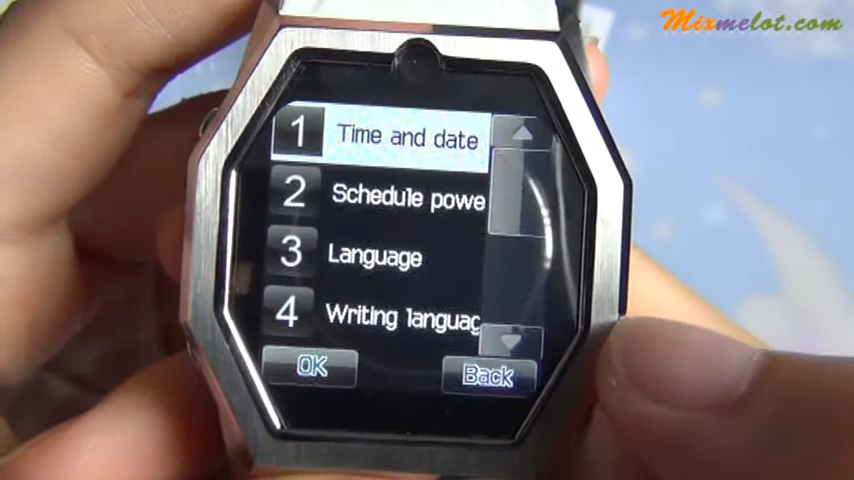 Mixmelot.com
1 Time and date
2 Schedule powe
3 Language
4 Writing languag
OK Back